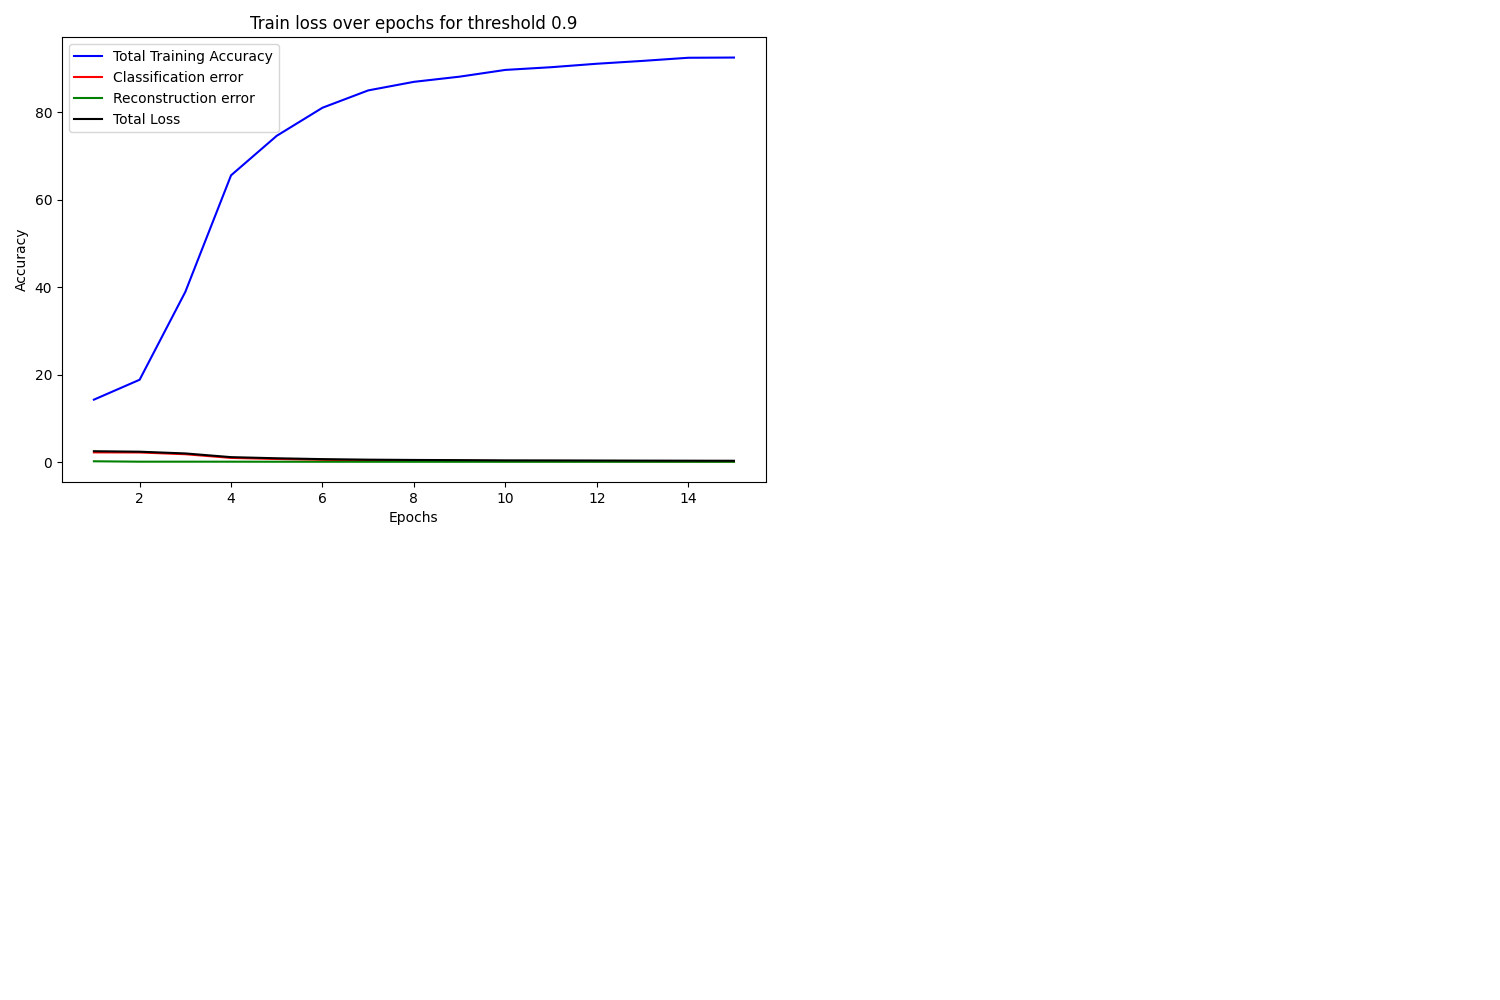 Train loss over epochs for threshold 0.9
Total Training Accuracy
Classification error
Reconstruction error
Total Loss
Accuracy
80
60
40
20
0
2 4 6 8 10 12 14
Epochs